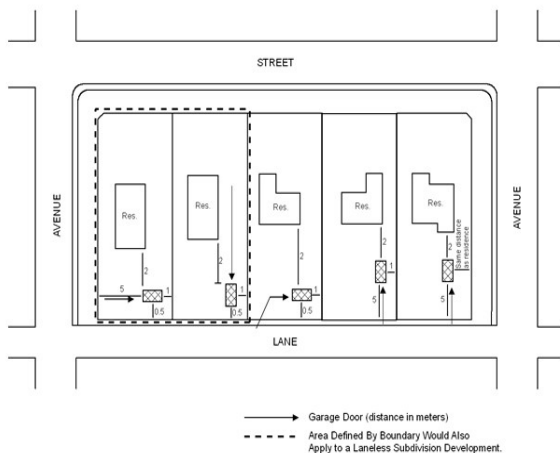 STREET
AVENUE
AVENUE
Res.
Res.
Res.
Res.
Res.
2
2
2
2
2
Same distance
as residence
5
1
0.5
1
0.5
1
0.5
1
5
5
LANE
Garage Door (distance in meters)
Area Defined By Boundary Would Also
Apply to a Laneless Subdivision Development.